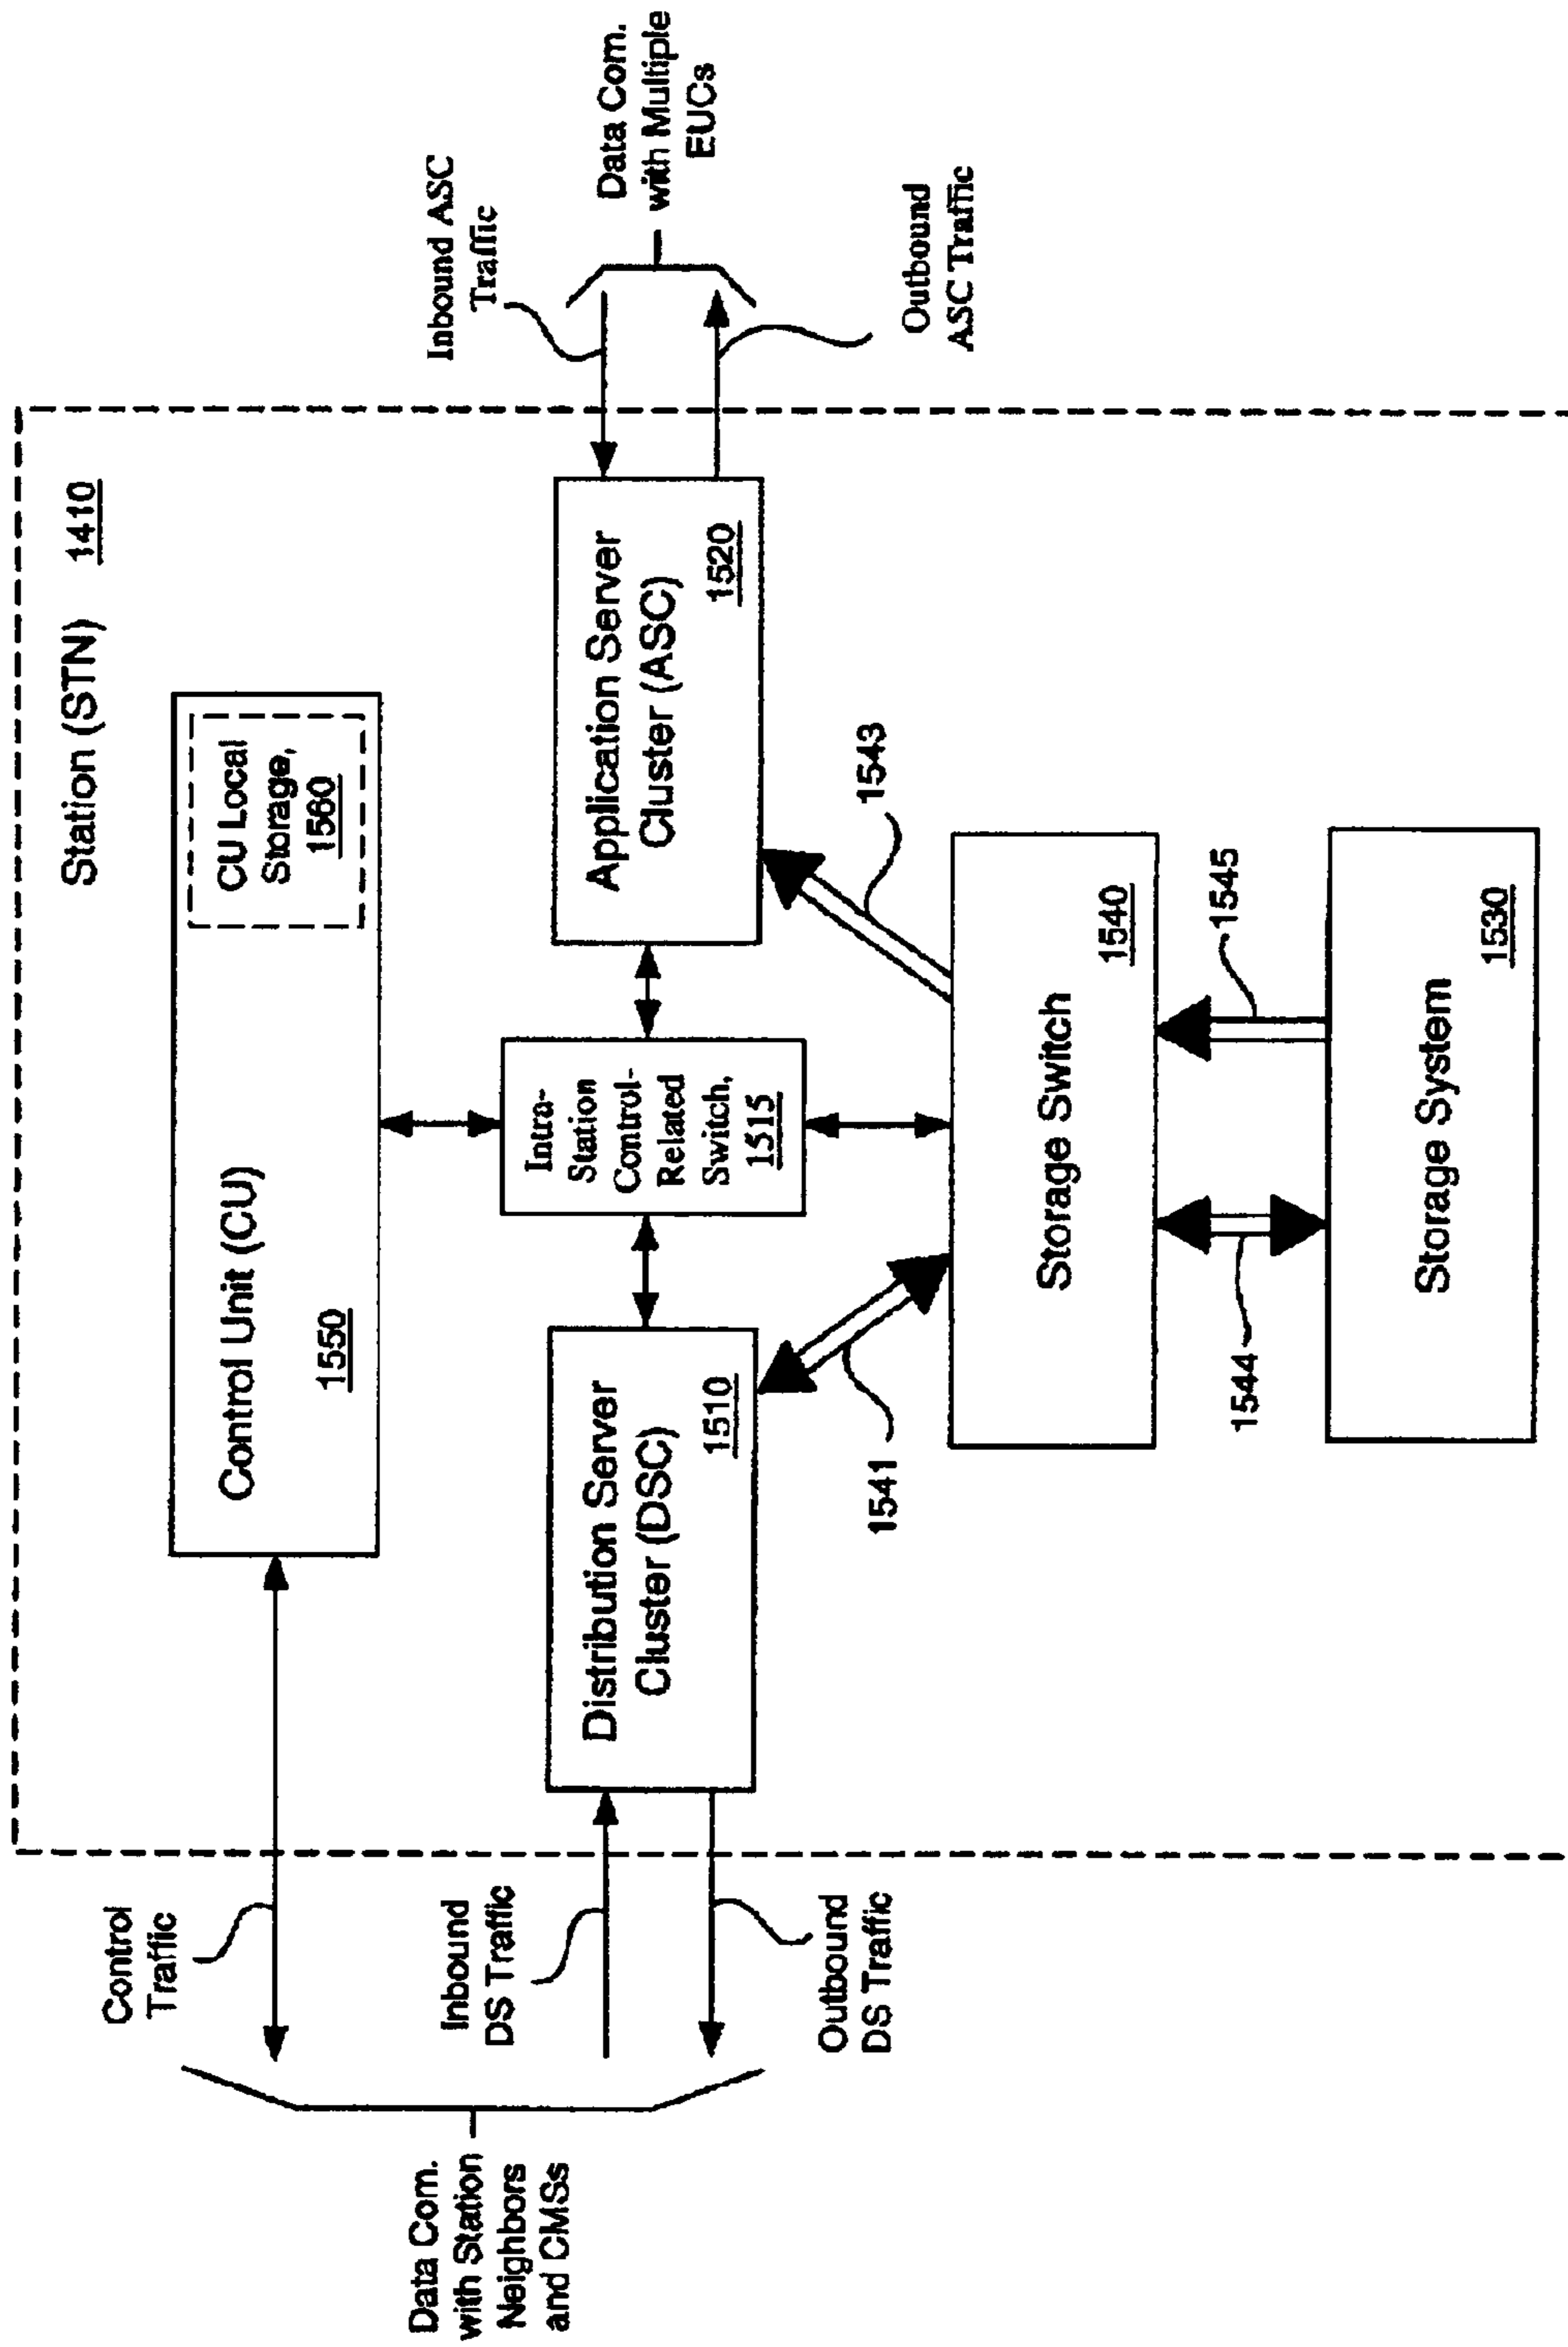 Station (STN) 1410
Control
Traffic
Control Unit (CU)
1550
CU Local
Storage,
1560
Data Com.
with Station
Neighbors
and CMSs
Inbound
DS Traffic
Outbound
DS Traffic
Distribution Server
Cluster (DSC)
1510
Intra-
Station
Control-
Related
Switch,
1515
Application Server
Cluster (ASC)
1520
Inbound ASC
Traffic
Data Com.
with Multiple
EUCs
Outbound
ASC Traffic
1541
1543
Storage Switch
1540
1544
1545
Storage System
1530